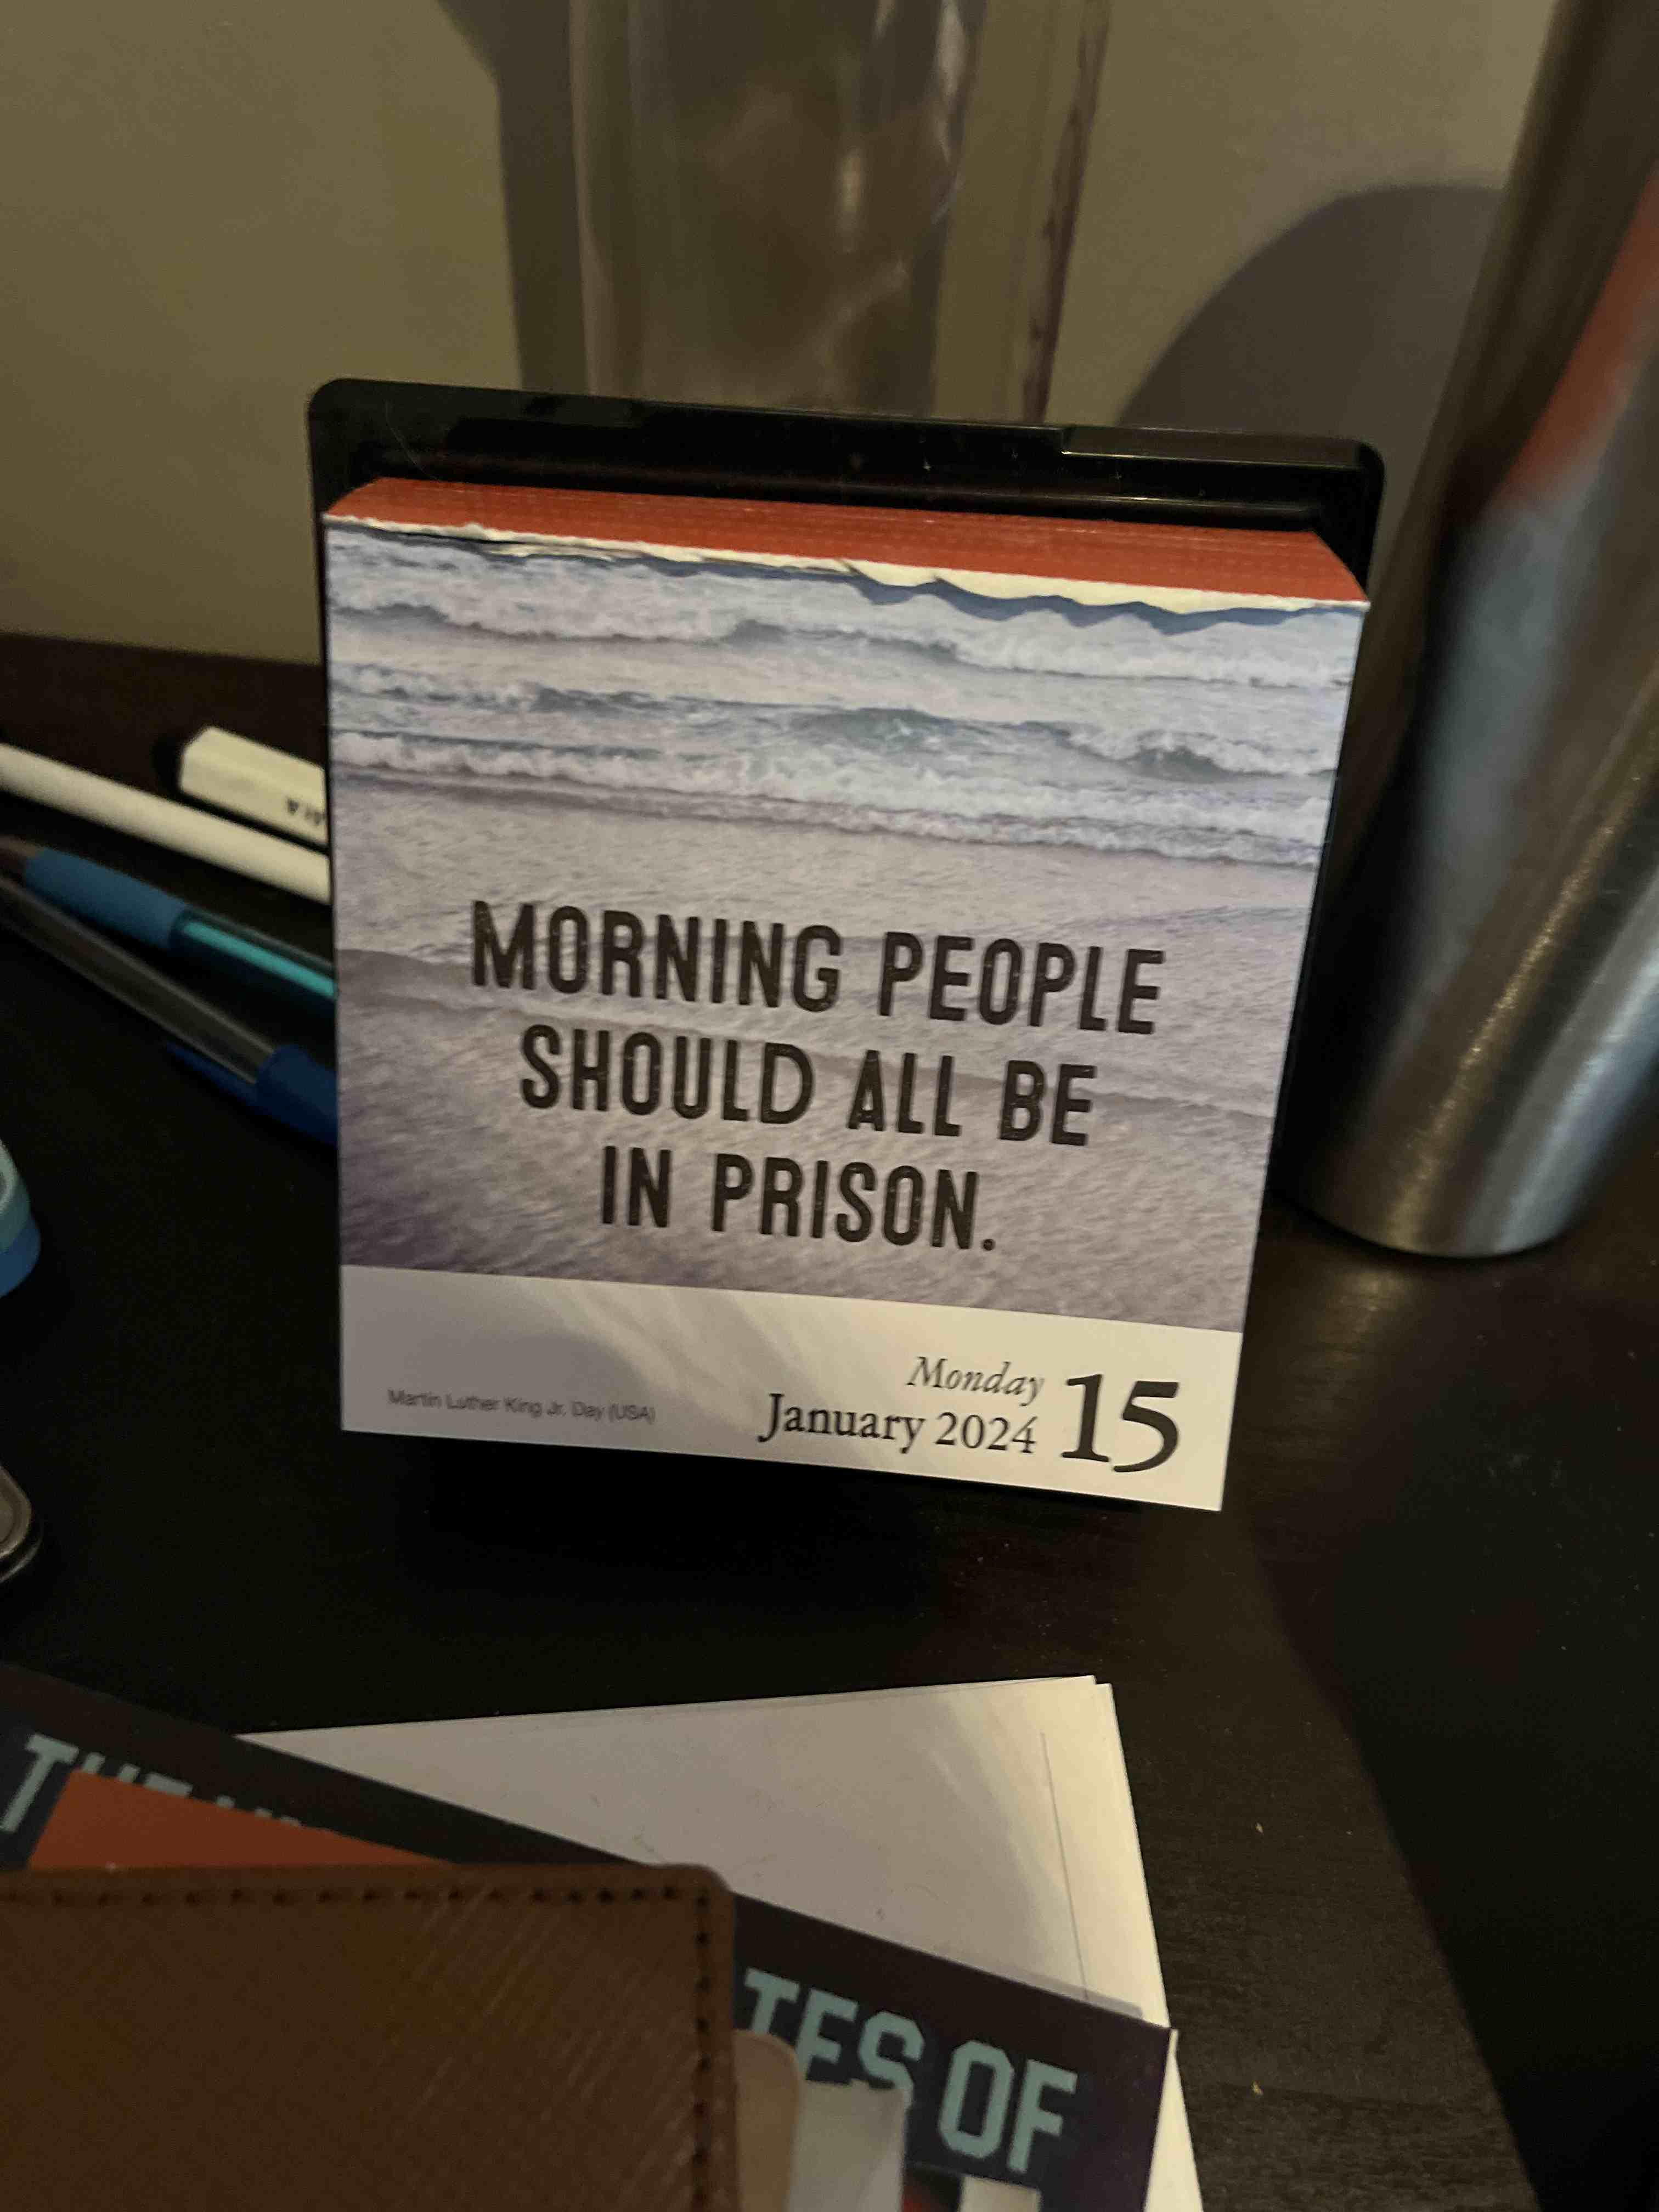 MORNING PEOPLE
SHOULD ALL BE
IN PRISON.
Monday
January 2024 15
Martin Luther King Jr. Day (USA)
TES OF